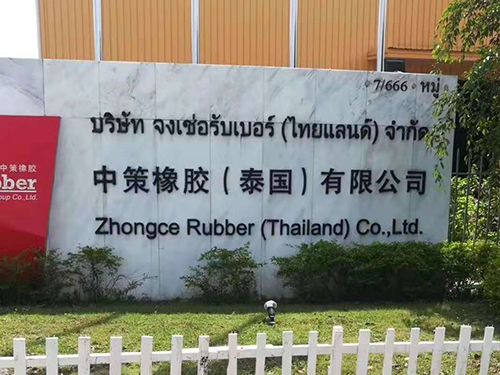 7/666 หมู่
บริษัท จงเช่อรับเบอร์ (ไทยแลนด์) จำกัด
中策橡胶（泰国）有限公司
Zhongce Rubber (Thailand) Co.,Ltd.
中策橡胶
bber
oup Co.,Ltd.